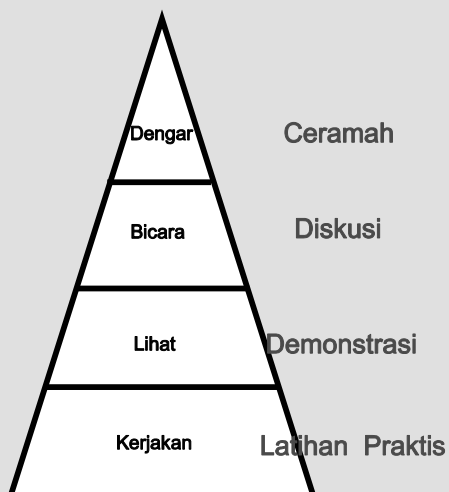 Dengar Ceramah
Bicara Diskusi
Lihat Demonstrasi
Kerjakan Latihan Praktis